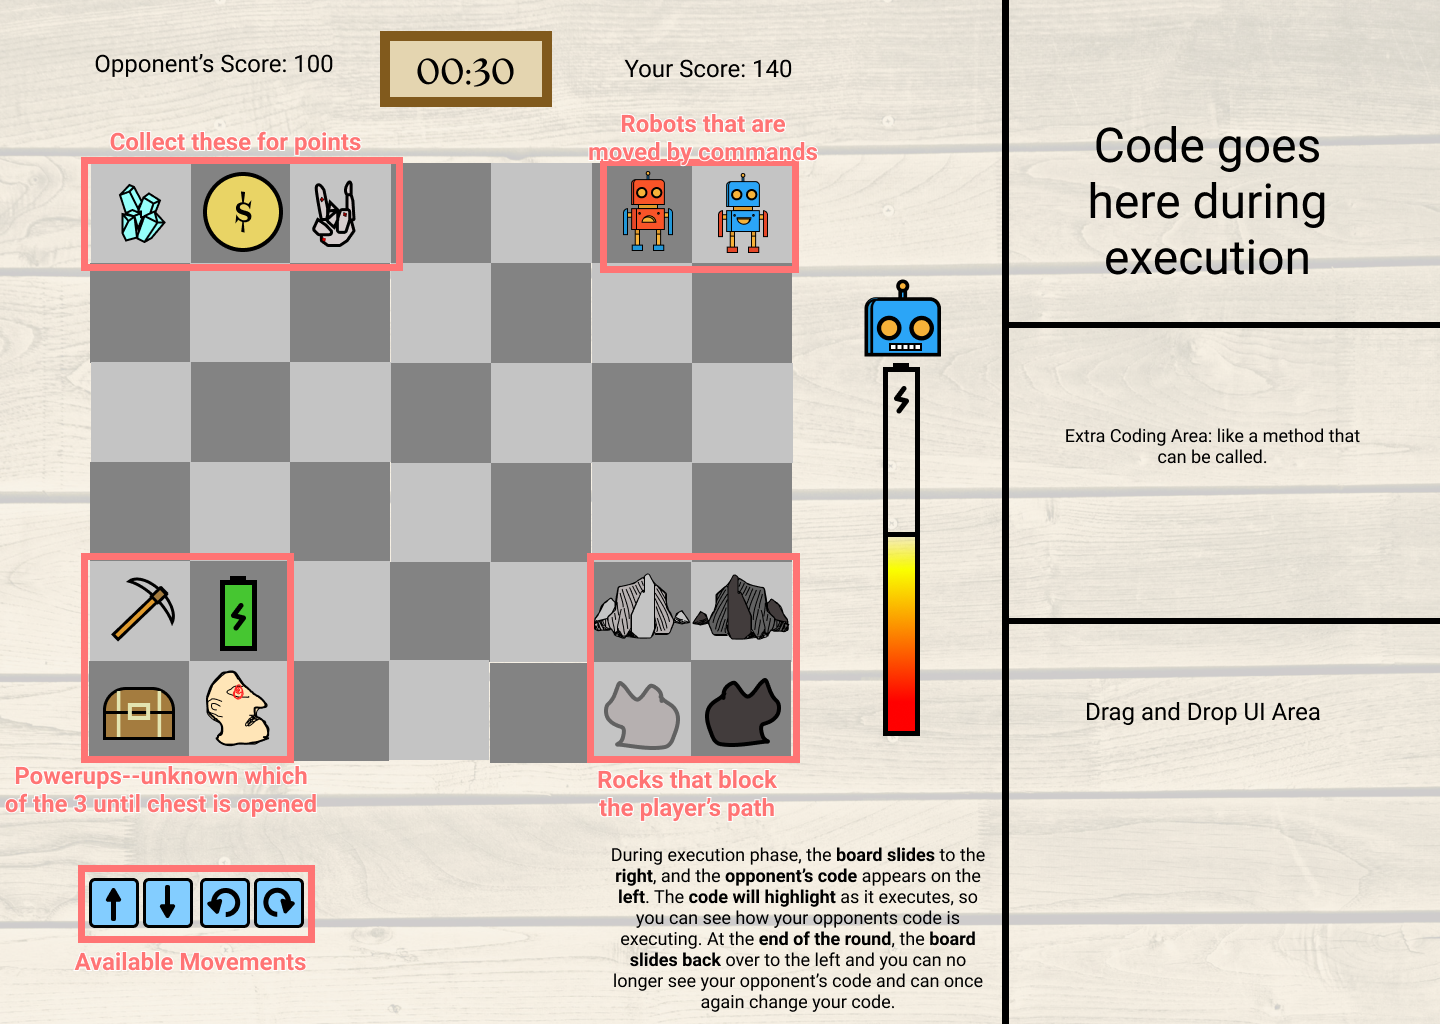 Opponent's Score: 100
00:30
Your Score: 140
Collect these for points
Robots that are
moved by commands
$
Code goes
here during
execution
Extra Coding Area: like a method that
can be called.
Drag and Drop UI Area
Powerups--unknown which
of the 3 until chest is opened
Rocks that block
the player's path
Available Movements
During execution phase, the board slides to the
right, and the opponent's code appears on the
left. The code will highlight as it executes, so
you can see how your opponents code is
executing. At the end of the round, the board
slides back over to the left and you can no
longer see your opponent's code and can once
again change your code.